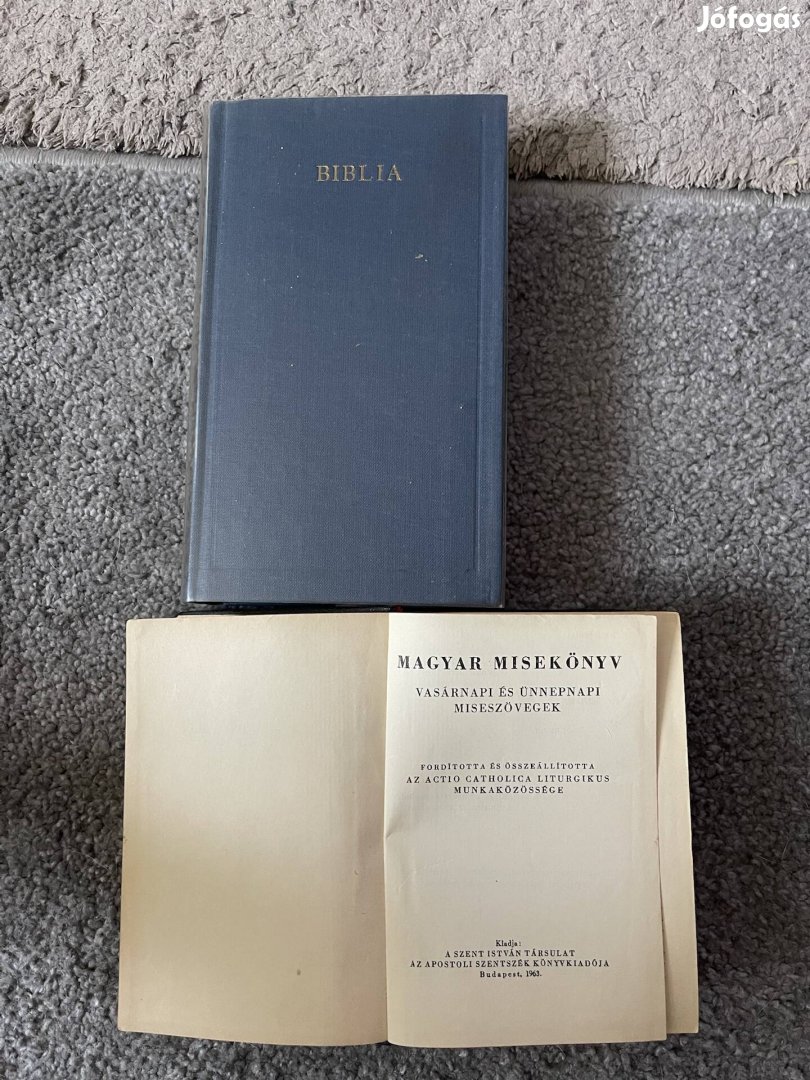 Jófogás
BIBLIA
MAGYAR MISEKÖNYV
VASÁRNAPI ÉS ÜNNEPNAPI
MISESZÖVEGEK
FORDÍTOTTA ÉS ÖSSZEÁLLÍTOTTA
AZ ACTIO CATHOLICA LITURGIKUS
MUNKAKÖZÖSSÉGE
Kiadja:
A SZENT ISTVÁN TÁRSULAT
AZ APOSTOLI SZENTSZÉK KÖNYVKIADÓJA
Budapest, 1963.